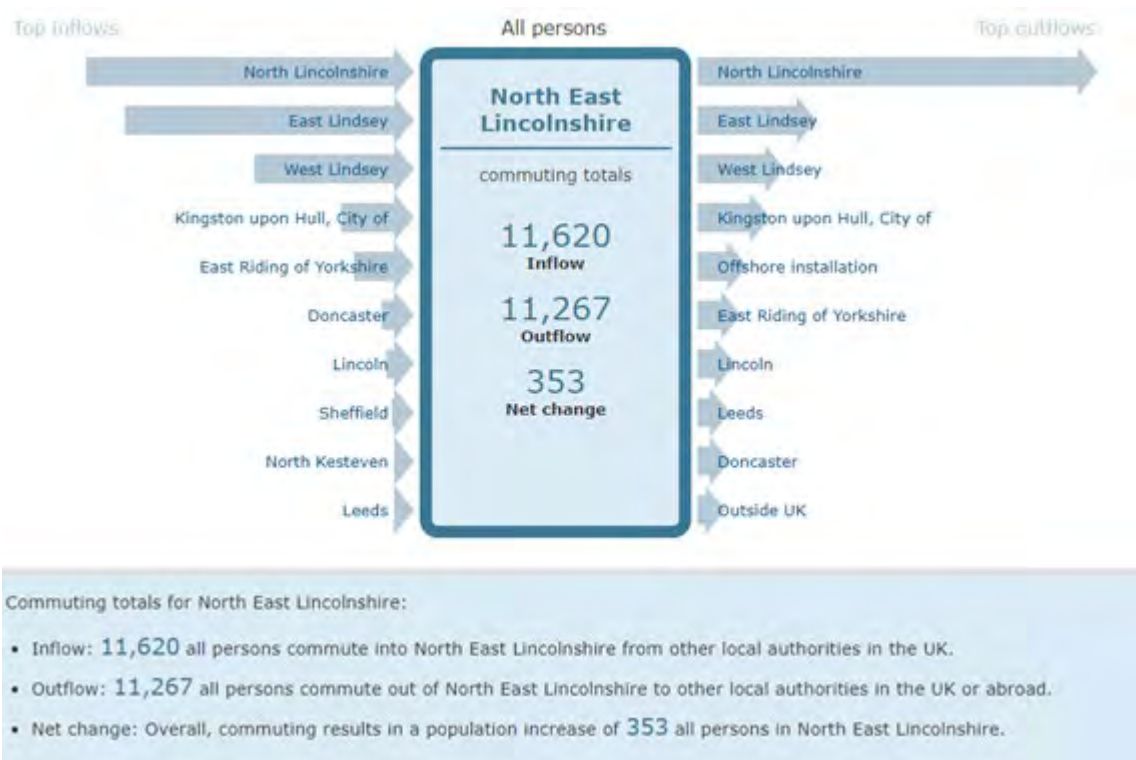 Top inflows
All persons
Top outflows
North Lincolnshire
East Lindsey
West Lindsey
Kingston upon Hull, City of
East Riding of Yorkshire
Doncaster
Lincoln
Sheffield
North Kesteven
Leeds
North East
Lincolnshire
commuting totals
11,620
Inflow
11,267
Outflow
353
Net change
North Lincolnshire
East Lindsey
West Lindsey
Kingston upon Hull, City of
Offshore installation
East Riding of Yorkshire
Lincoln
Leeds
Doncaster
Outside UK
Commuting totals for North East Lincolnshire:
• Inflow: 11,620 all persons commute into North East Lincolnshire from other local authorities in the UK.
• Outflow: 11,267 all persons commute out of North East Lincolnshire to other local authorities in the UK or abroad.
• Net change: Overall, commuting results in a population increase of 353 all persons in North East Lincolnshire.